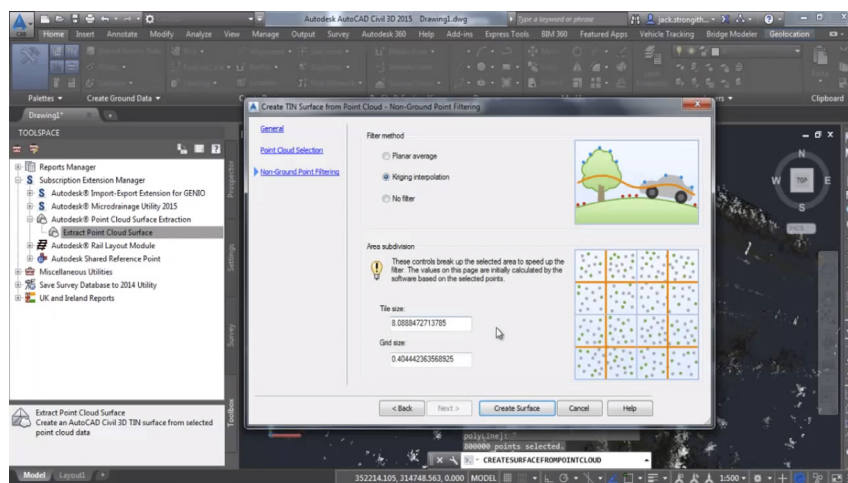 Autodesk AutoCAD Civil 3D 2015 Drawing1.dwg
Type a keyword or phrase
jack.strongith...
Home Insert Annotate Modify Analyze View Manage Output Survey Autodesk 360 Help Add-ins Express Tools BIM 360 Featured Apps Vehicle Tracking Bridge Modeler Geolocation
Palettes
Create Ground Data
Clipboard
Drawing1*
TOOLSPACE
Reports Manager
Subscription Extension Manager
Autodesk® Import-Export Extension for GENIO
Autodesk® Microdrainage Utility 2015
Autodesk® Point Cloud Surface Extraction
Extract Point Cloud Surface
Autodesk® Rail Layout Module
Autodesk Shared Reference Point
Miscellaneous Utilities
Save Survey Database to 2014 Utility
UK and Ireland Reports
Prospector
Settings
Survey
Toolbox
Extract Point Cloud Surface
Create an AutoCAD Civil 3D TIN surface from selected
point cloud data
Create TIN Surface from Point Cloud - Non-Ground Point Filtering
General
Point Cloud Selection
Non-Ground Point Filtering
Filter method
Planar average
Kriging interpolation
No filter
Area subdivision
These controls break up the selected area to speed up the
filter. The values on this page are initially calculated by the
software based on the selected points.
Tile size:
8.0888472713785
Grid size:
0.404442363568925
< Back
Next >
Create Surface
Cancel
Help
N
W
TOP
E
S
polyLine]:
800000 points selected.
CREATESURFACEFROMPOINTCLOUD
Model Layout1
352214.105, 314748.563, 0.000 MODEL
1:500